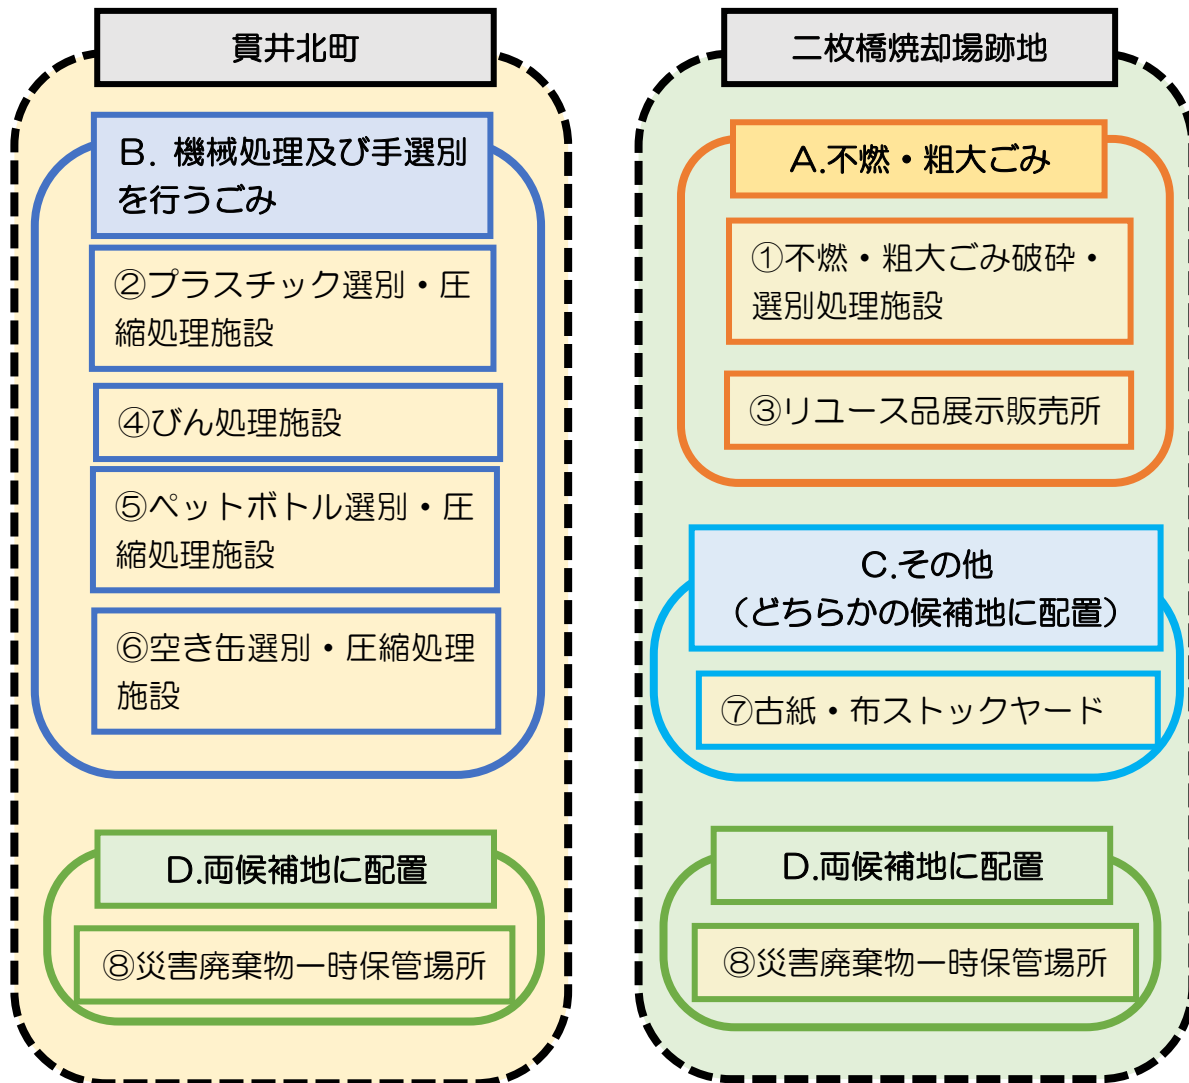 貫井北町
B．機械処理及び手選別
を行うごみ
②プラスチック選別・圧
縮処理施設
④びん処理施設
⑤ペットボトル選別・圧
縮処理施設
⑥空き缶選別・圧縮処理
施設
D.両候補地に配置
⑧災害廃棄物一時保管場所
二枚橋焼却場跡地
A.不燃・粗大ごみ
①不燃・粗大ごみ破砕・
選別処理施設
③リユース品展示販売所
C.その他
（どちらかの候補地に配置）
⑦古紙・布ストックヤード
D.両候補地に配置
⑧災害廃棄物一時保管場所